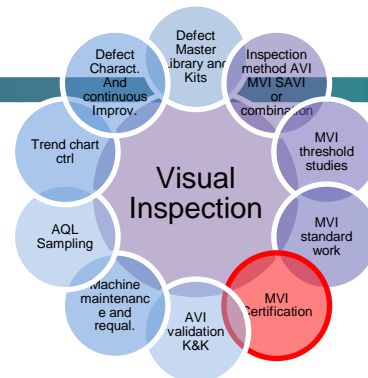 Defect
Master
Library and
Kits
Inspection
method AVI
MVI SAVI
or
combination
MVI
threshold
studies
MVI
standard
work
MVI
Certification
AVI
validation
K&K
Machine
maintenanc
e and
requal.
AQL
Sampling
Trend chart
ctrl
Defect
Charact.
And
continuous
Improv.
Visual
Inspection